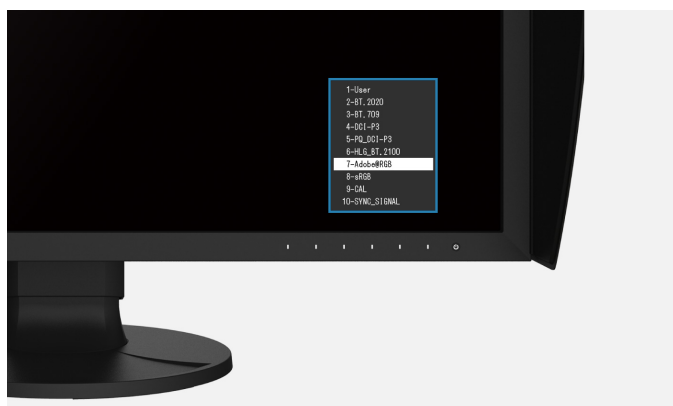 1-User
2-BT.2020
3-BT.709
4-DCI-P3
5-PQ_DCI-P3
6-HLG_BT.2100
7-Adobe®RGB
8-sRGB
9-CAL
10-SYNC_SIGNAL